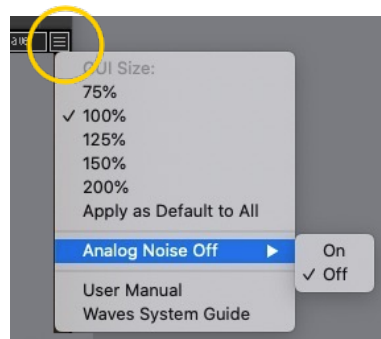 GUI Size:
75%
✓ 100%
125%
150%
200%
Apply as Default to All
Analog Noise Off
On
✓ Off
User Manual
Waves System Guide